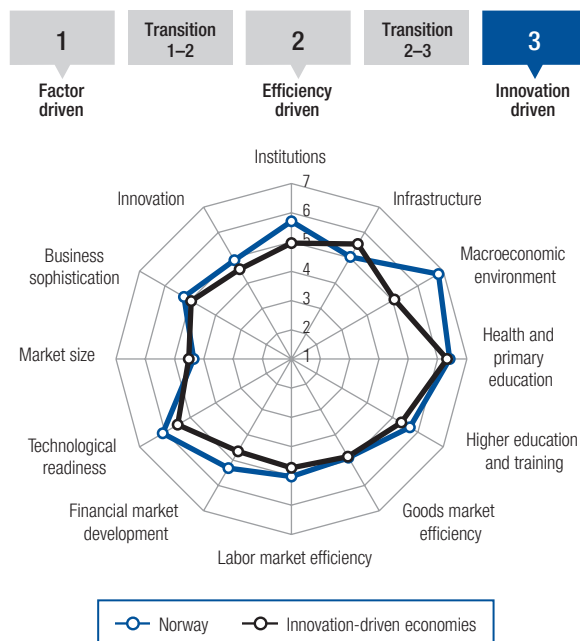 1
Transition
1–2
2
Transition
2–3
3
Factor
driven
Efficiency
driven
Innovation
driven
Institutions
7
6
5
4
3
2
1
Innovation
Infrastructure
Business
sophistication
Macroeconomic
environment
Market size
Health and
primary
education
Technological
readiness
Higher education
and training
Financial market
development
Goods market
efficiency
Labor market efficiency
Norway
Innovation-driven economies